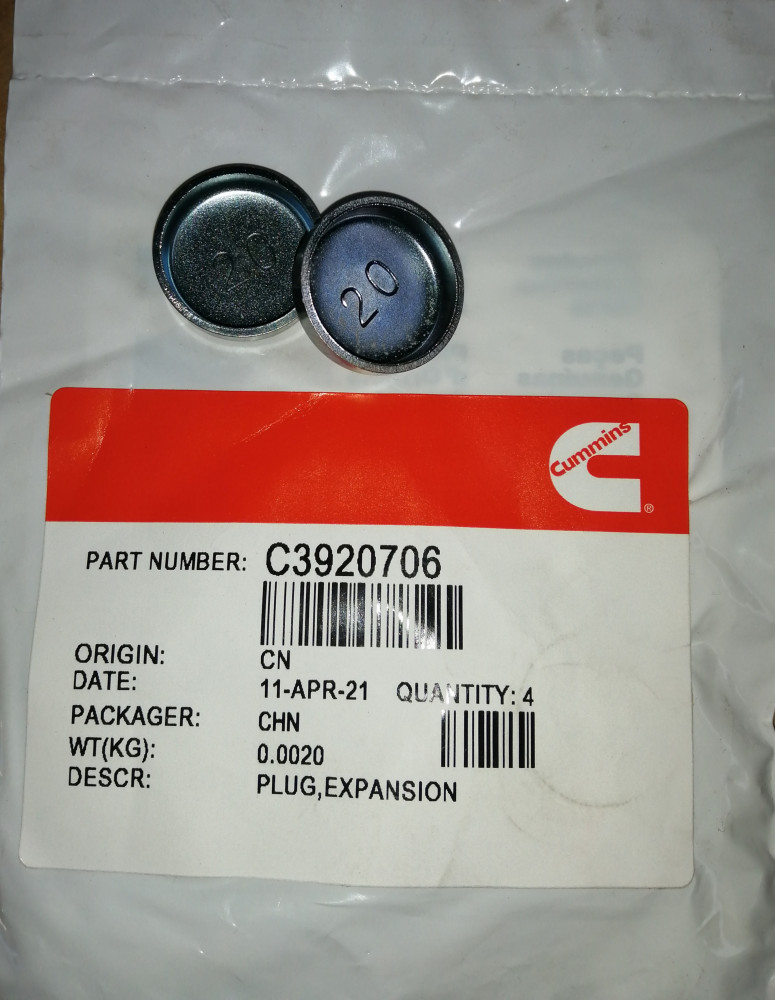 20
20
Cummins
®
PART NUMBER: C3920706
ORIGIN: CN
DATE: 11-APR-21 QUANTITY: 4
PACKAGER: CHN
WT(KG): 0.0020
DESCR: PLUG,EXPANSION